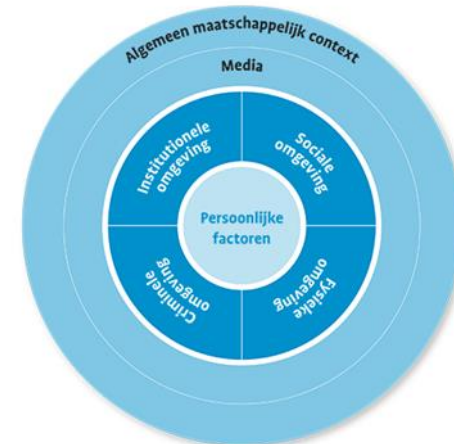 Algemeen maatschappelijk context
Media
Institutionele
omgeving
Sociale
omgeving
Persoonlijke
factoren
Criminele
omgeving
Fysieke
omgeving